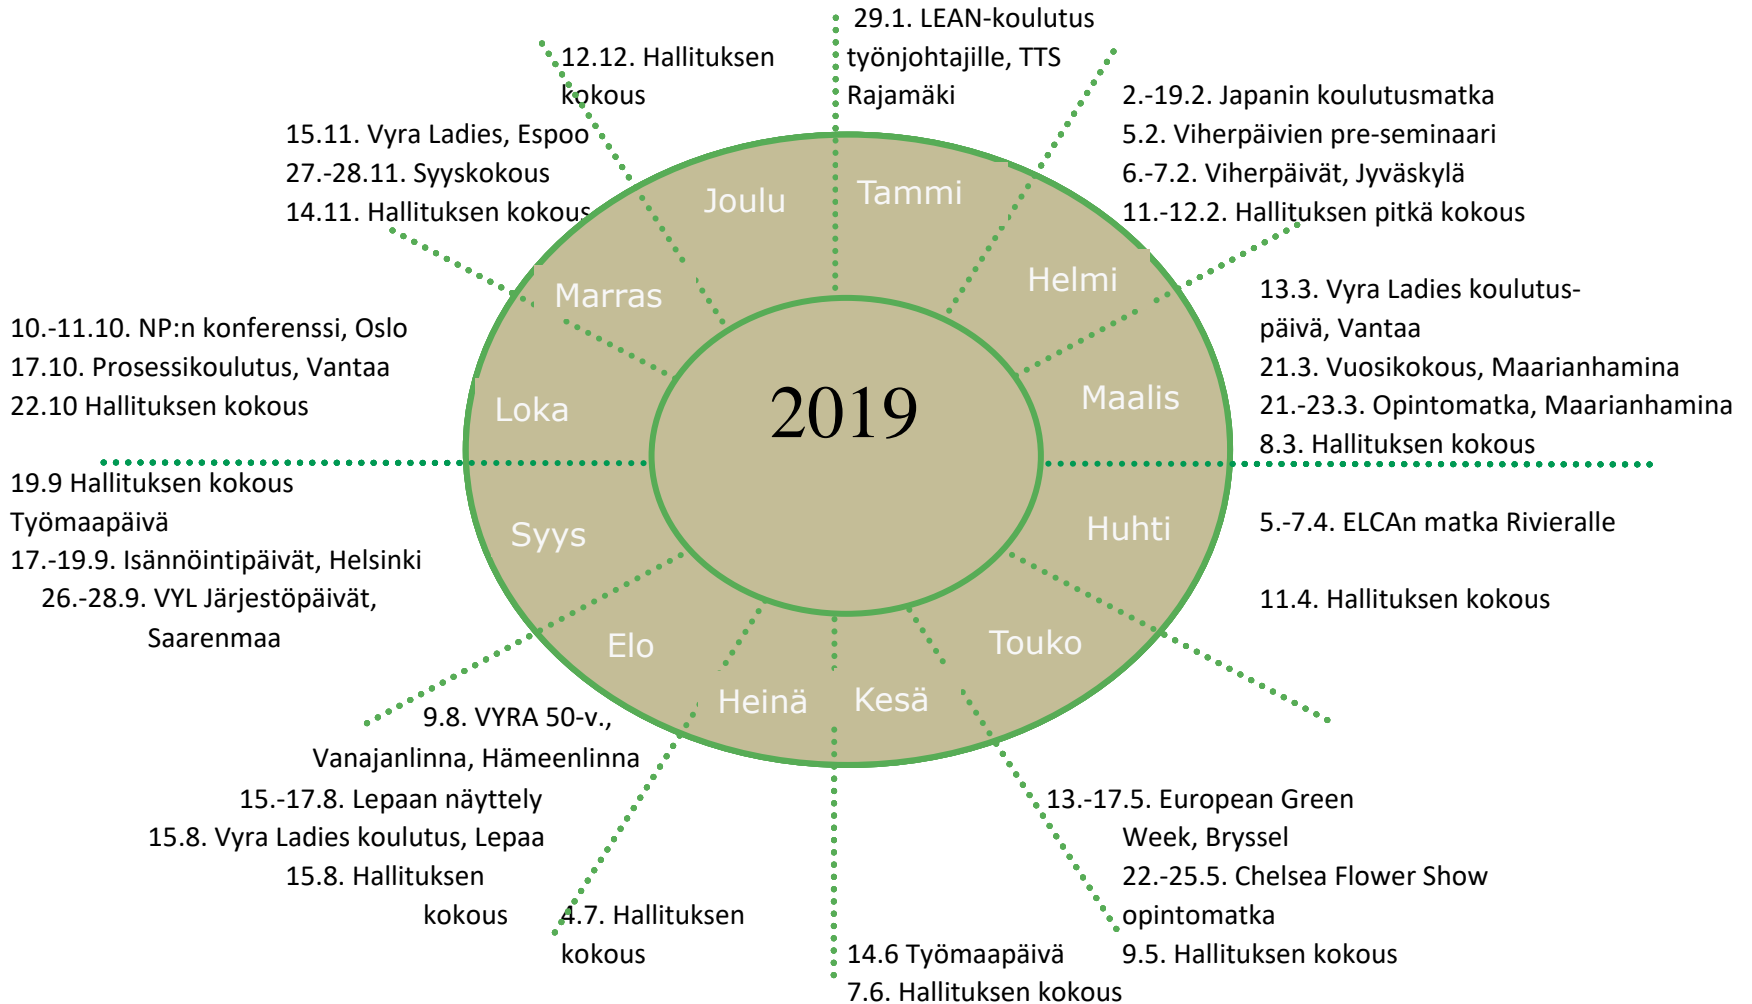 29.1. LEAN-koulutus
työnjohtajille, TTS
Rajamäki
2.-19.2. Japanin koulutusmatka
5.2. Viherpäivien pre-seminaari
6.-7.2. Viherpäivät, Jyväskylä
11.-12.2. Hallituksen pitkä kokous
13.3. Vyra Ladies koulutus-
päivä, Vantaa
21.3. Vuosikokous, Maarianhamina
21.-23.3. Opintomatka, Maarianhamina
8.3. Hallituksen kokous
5.-7.4. ELCAn matka Rivieralle
11.4. Hallituksen kokous
13.-17.5. European Green
Week, Bryssel
22.-25.5. Chelsea Flower Show
opintomatka
9.5. Hallituksen kokous
14.6 Työmaapäivä
7.6. Hallituksen kokous
4.7. Hallituksen
kokous
9.8. VYRA 50-v.,
Vanajanlinna, Hämeenlinna
15.-17.8. Lepaan näyttely
15.8. Vyra Ladies koulutus, Lepaa
15.8. Hallituksen
kokous
19.9 Hallituksen kokous
Työmaapäivä
17.-19.9. Isännöintipäivät, Helsinki
26.-28.9. VYL Järjestöpäivät,
Saarenmaa
10.-11.10. NP:n konferenssi, Oslo
17.10. Prosessikoulutus, Vantaa
22.10 Hallituksen kokous
15.11. Vyra Ladies, Espoo
27.-28.11. Syyskokous
14.11. Hallituksen kokous
12.12. Hallituksen
kokous
Tammi
Helmi
Maalis
Huhti
Touko
Kesä
Heinä
Elo
Syys
Loka
Marras
Joulu
2019